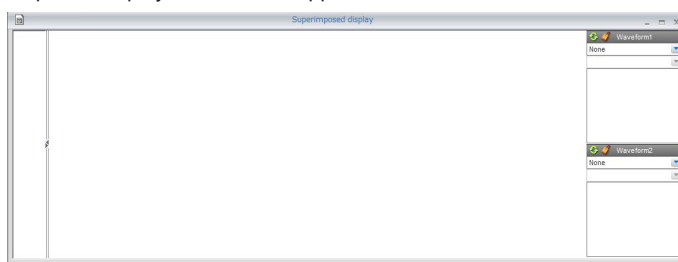 Superimposed display
Waveform1
None
Waveform2
None